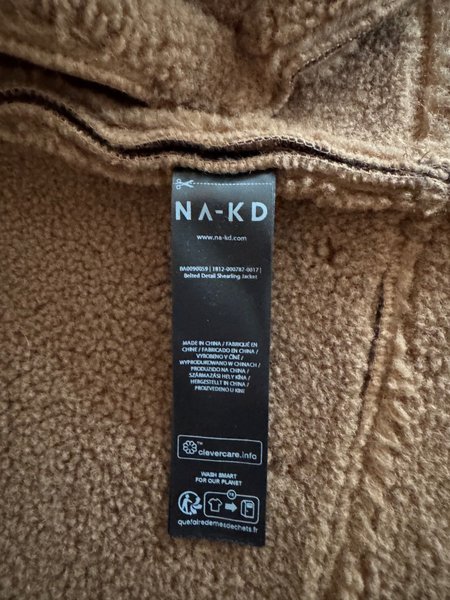 NA-KD
www.na-kd.com
BA0090059 | 1812-000787-0017 |
Belted Detail Shearling Jacket
MADE IN CHINA / FABRIQUÉ EN
CHINE / FABRICADO EN CHINA /
VYROBENO V ČÍNĚ /
WYPRODUKOWANO W CHINACH /
PRODUZIDO NA CHINA /
SZÁRMAZÁSI HELY KÍNA /
HERGESTELLT IN CHINA /
PROIZVEDENO U KINI
™
clevercare.info
WASH SMART
FOR OUR PLANET
FR
quefairedemesdechets.fr